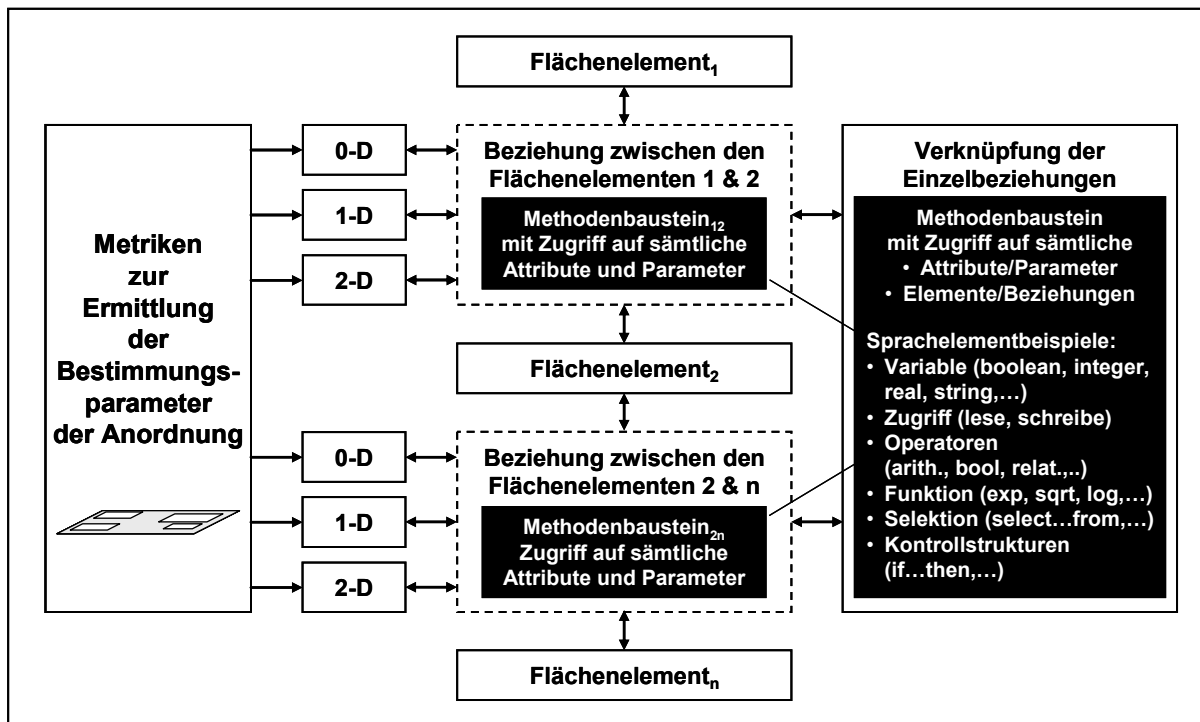 Flächenelement₁
Metriken
zur
Ermittlung
der
Bestimmungs-
parameter
der Anordnung
0-D
1-D
2-D
Beziehung zwischen den
Flächenelementen 1 & 2
Methodenbaustein₁₂
mit Zugriff auf sämtliche
Attribute und Parameter
Flächenelement₂
0-D
1-D
2-D
Beziehung zwischen den
Flächenelementen 2 & n
Methodenbaustein₂ₙ
Zugriff auf sämtliche
Attribute und Parameter
Flächenelementₙ
Verknüpfung der
Einzelbeziehungen
Methodenbaustein
mit Zugriff auf sämtliche
• Attribute/Parameter
• Elemente/Beziehungen
Sprachelementbeispiele:
• Variable (boolean, integer,
real, string,…)
• Zugriff (lese, schreibe)
• Operatoren
(arith., bool, relat.,..)
• Funktion (exp, sqrt, log,…)
• Selektion (select…from,…)
• Kontrollstrukturen
(if…then,…)